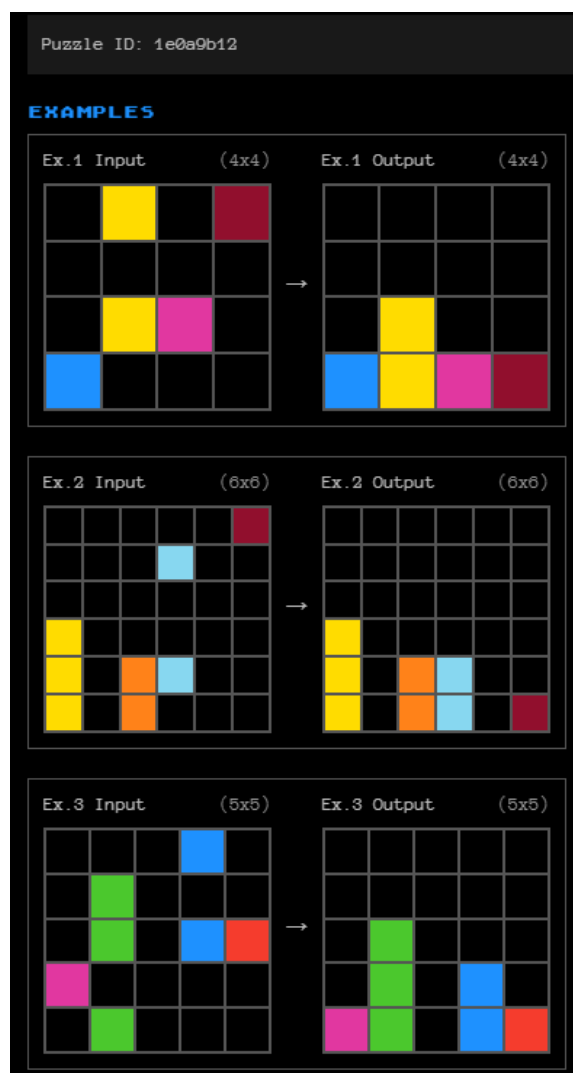 Puzzle ID: 1e0a9b12
EXAMPLES
Ex.1 Input (4x4) Ex.1 Output (4x4)
→
Ex.2 Input (6x6) Ex.2 Output (6x6)
→
Ex.3 Input (5x5) Ex.3 Output (5x5)
→